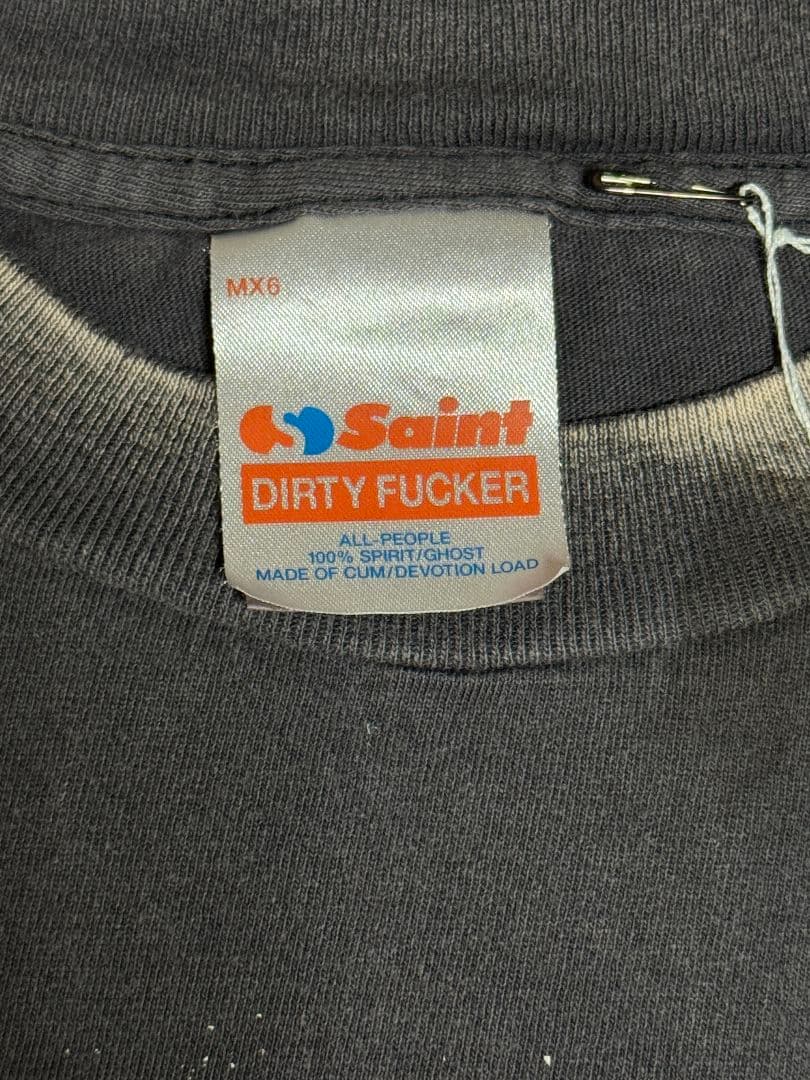 MX6
Saint
DIRTY FUCKER
ALL-PEOPLE
100% SPIRIT/GHOST
MADE OF CUM/DEVOTION LOAD